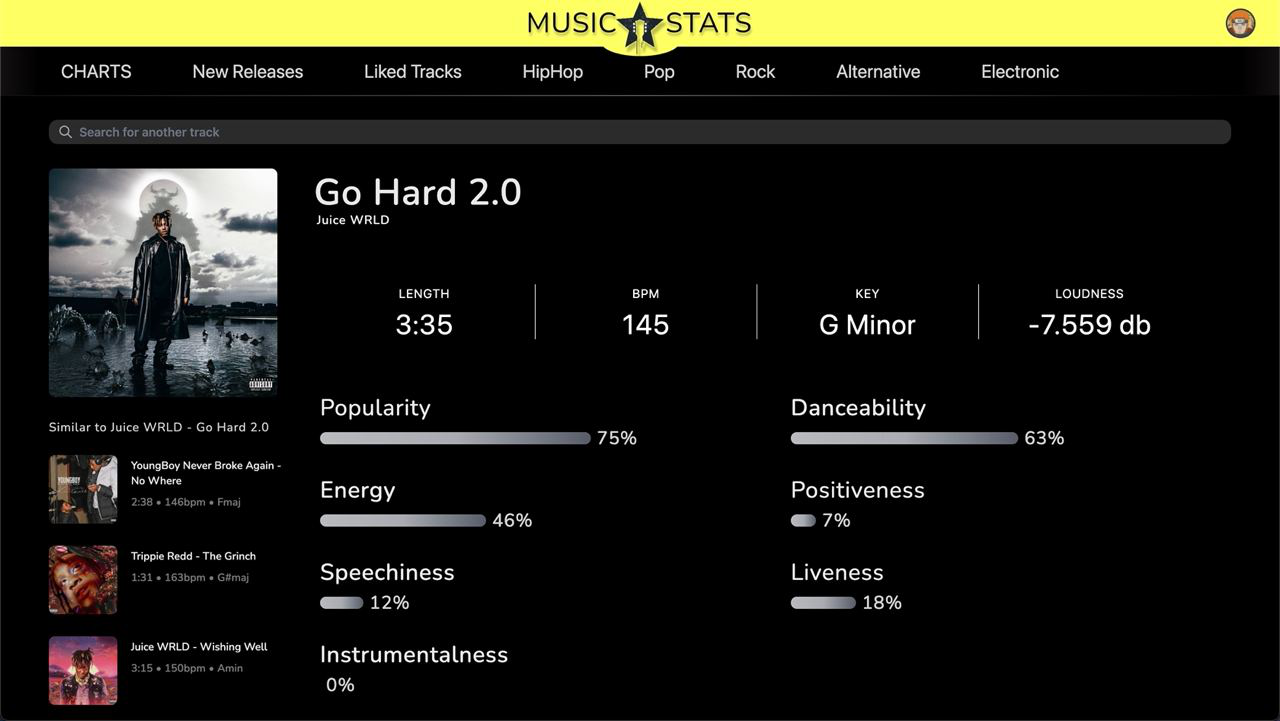 MUSIC STATS
CHARTS New Releases Liked Tracks HipHop Pop Rock Alternative Electronic
Search for another track
Go Hard 2.0
Juice WRLD
LENGTH BPM KEY LOUDNESS
3:35 145 G Minor -7.559 db
Popularity Danceability
75% 63%
Energy Positiveness
46% 7%
Speechiness Liveness
12% 18%
Instrumentalness
0%
Similar to Juice WRLD - Go Hard 2.0
YoungBoy Never Broke Again -
No Where
2:38 • 146bpm • Fmaj
Trippie Redd - The Grinch
1:31 • 163bpm • G#maj
Juice WRLD - Wishing Well
3:15 • 150bpm • Amin